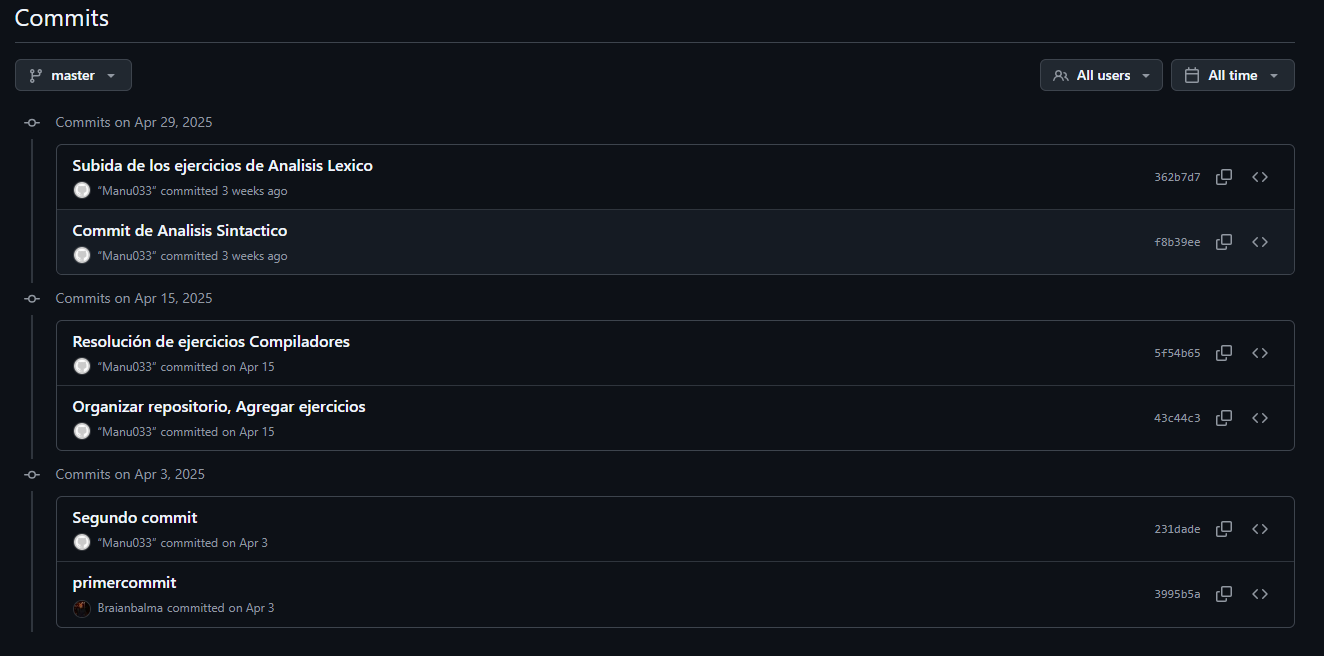 Commits
master
All users
All time
Commits on Apr 29, 2025
Subida de los ejercicios de Analisis Lexico
362b7d7
“Manu033” committed 3 weeks ago
Commit de Analisis Sintactico
f8b39ee
“Manu033” committed 3 weeks ago
Commits on Apr 15, 2025
Resolución de ejercicios Compiladores
5f54b65
“Manu033” committed on Apr 15
Organizar repositorio, Agregar ejercicios
43c44c3
“Manu033” committed on Apr 15
Commits on Apr 3, 2025
Segundo commit
231dade
“Manu033” committed on Apr 3
primercommit
3995b5a
Braianbalma committed on Apr 3